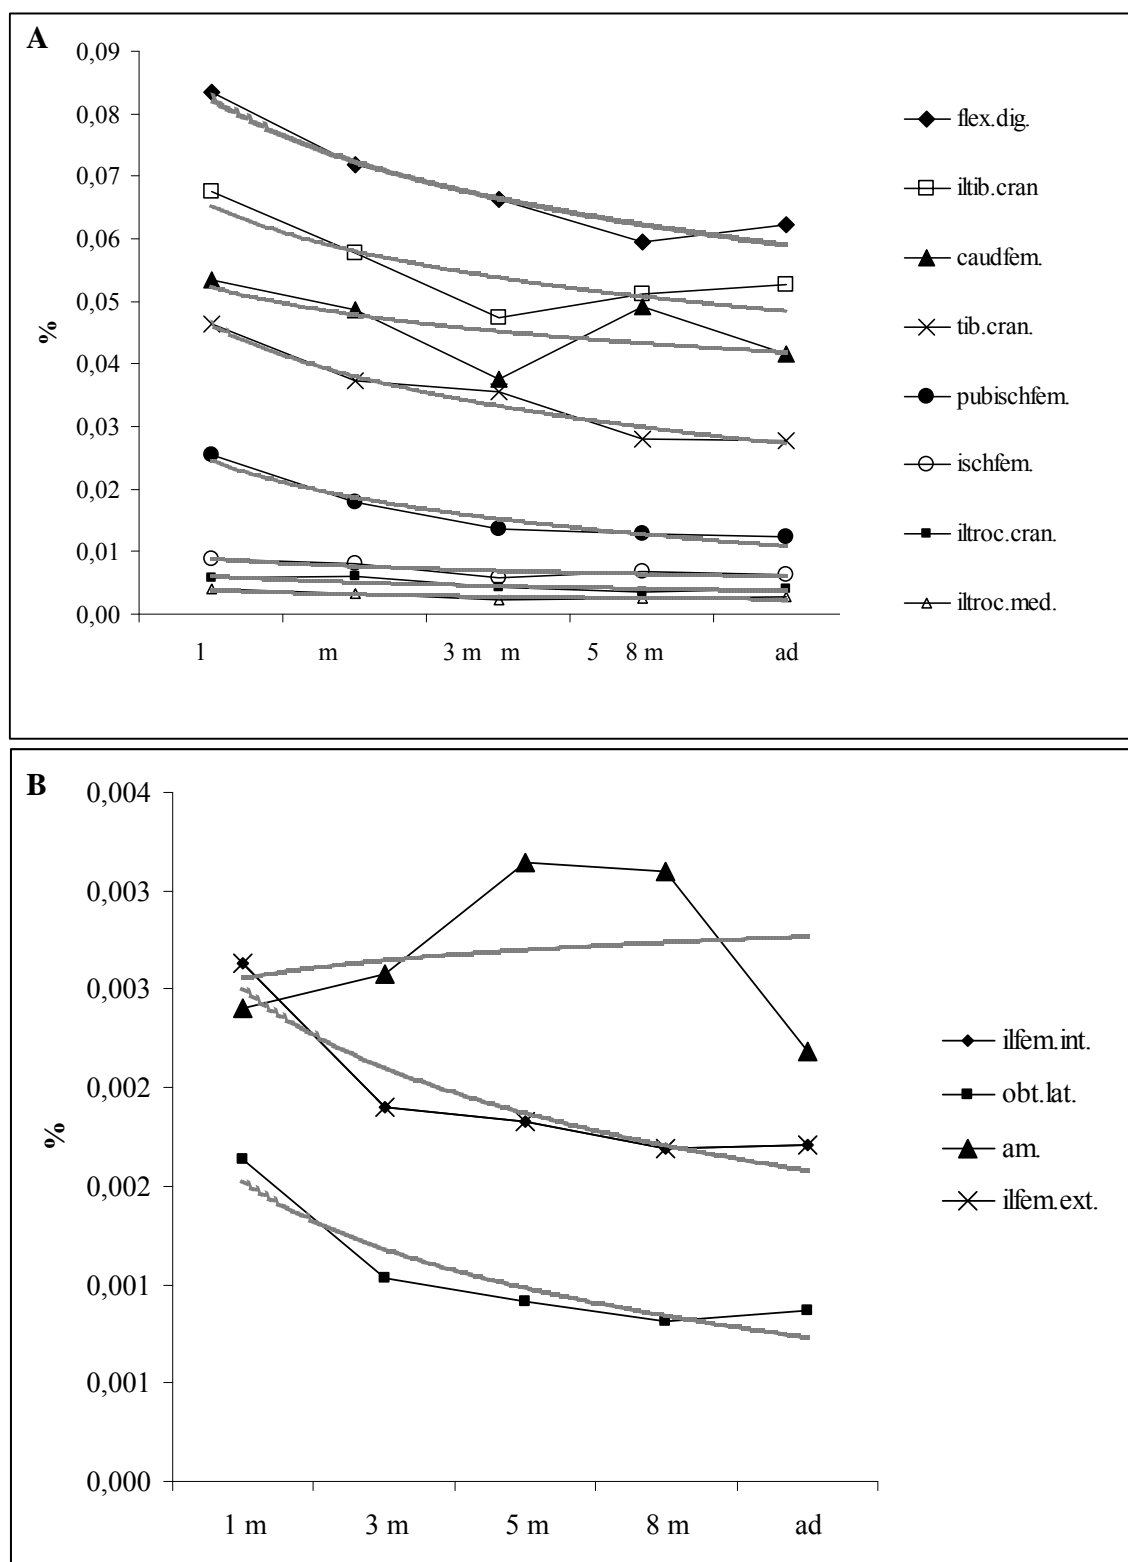 A
0,09
0,08
0,07
0,06
0,05
0,04
0,03
0,02
0,01
0,00
%
1 m 3 m m 5 8 m ad
flex.dig.
iltib.cran
caudfem.
tib.cran.
pubischfem.
ischfem.
iltroc.cran.
iltroc.med.
B
0,004
0,003
0,003
0,002
0,002
0,001
0,001
0,000
%
1 m 3 m 5 m 8 m ad
ilfem.int.
obt.lat.
am.
ilfem.ext.